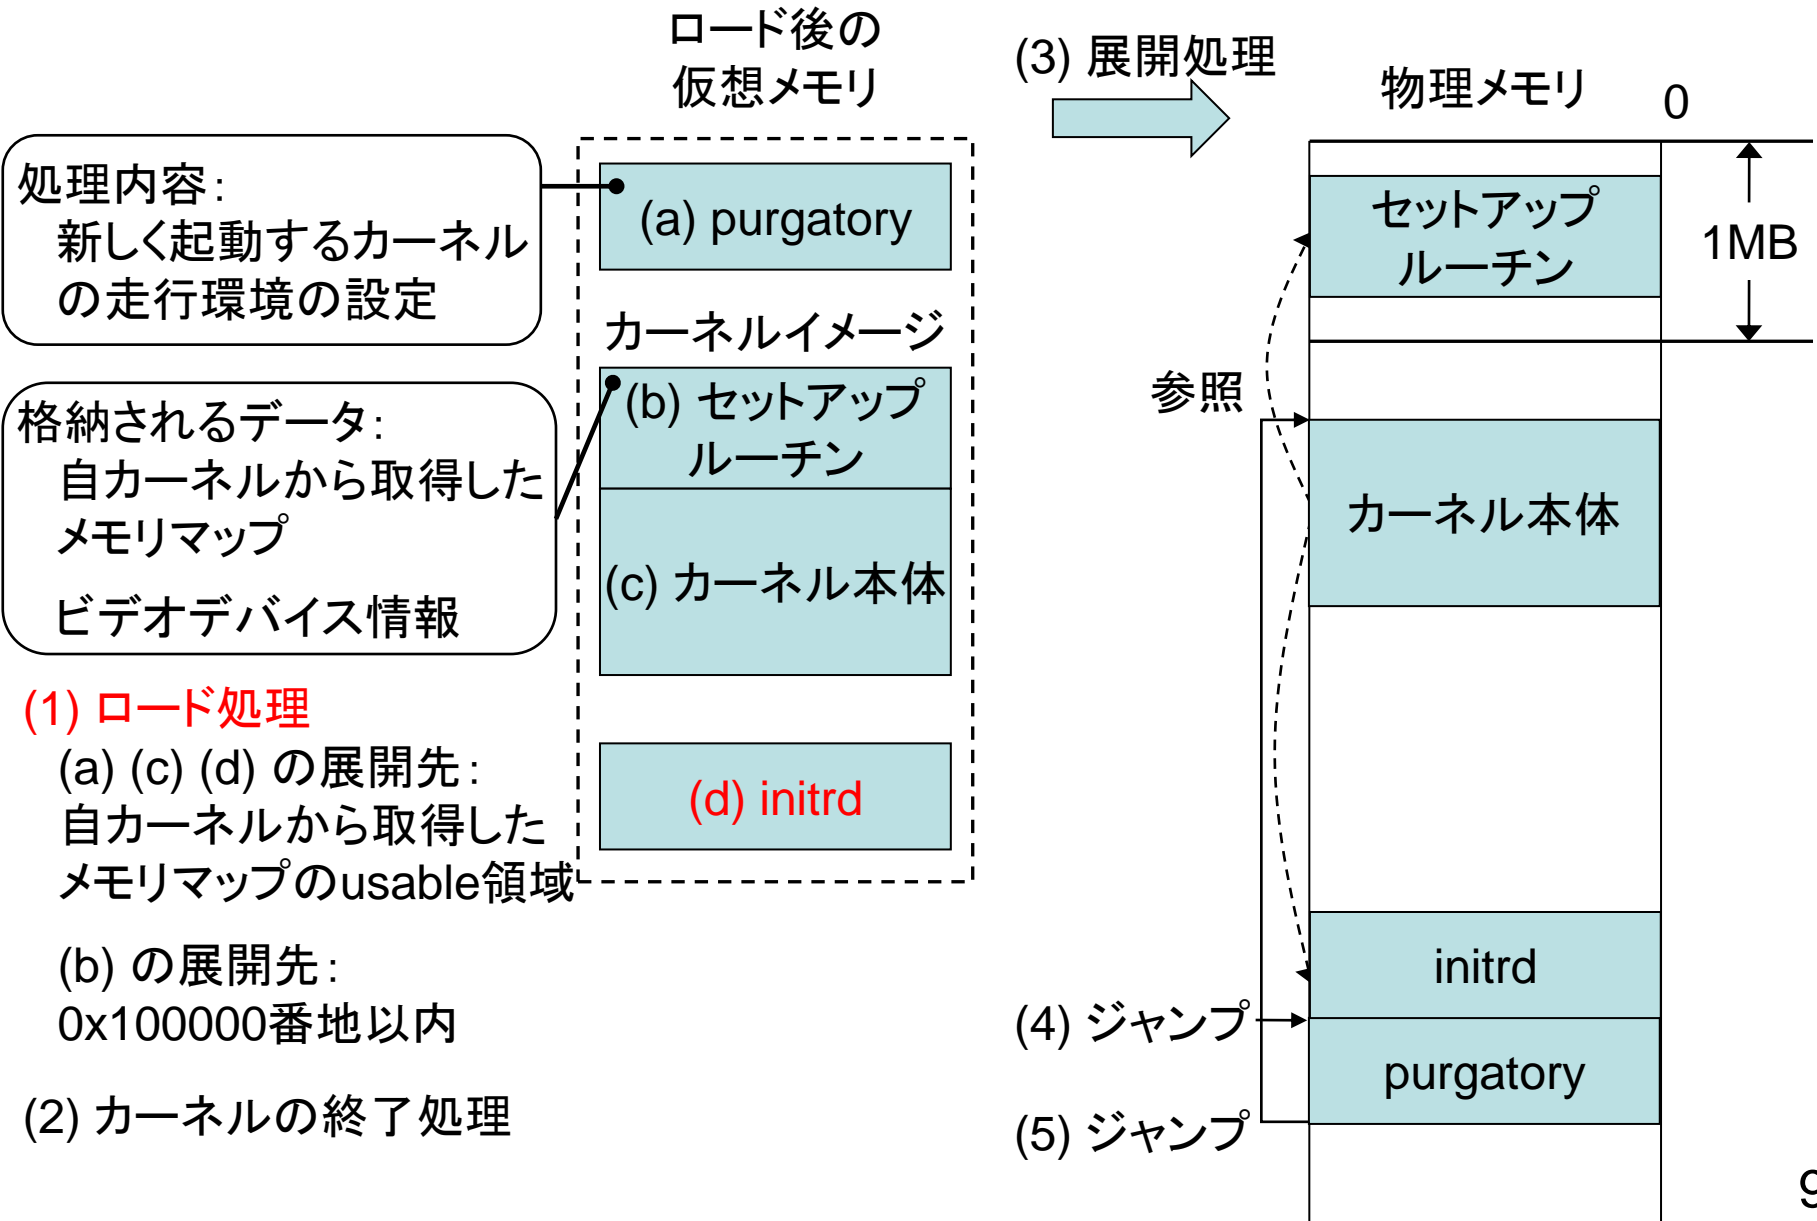 ロード後の
仮想メモリ
(3) 展開処理
物理メモリ
0
処理内容：
新しく起動するカーネル
の走行環境の設定
(a) purgatory
カーネルイメージ
(b) セットアップ
ルーチン
(c) カーネル本体
(d) initrd
格納されるデータ：
自カーネルから取得した
メモリマップ
ビデオデバイス情報
(1) ロード処理
(a) (c) (d) の展開先：
自カーネルから取得した
メモリマップのusable領域
(b) の展開先：
0x100000番地以内
(2) カーネルの終了処理
セットアップ
ルーチン
1MB
参照
カーネル本体
initrd
(4) ジャンプ
purgatory
(5) ジャンプ
9